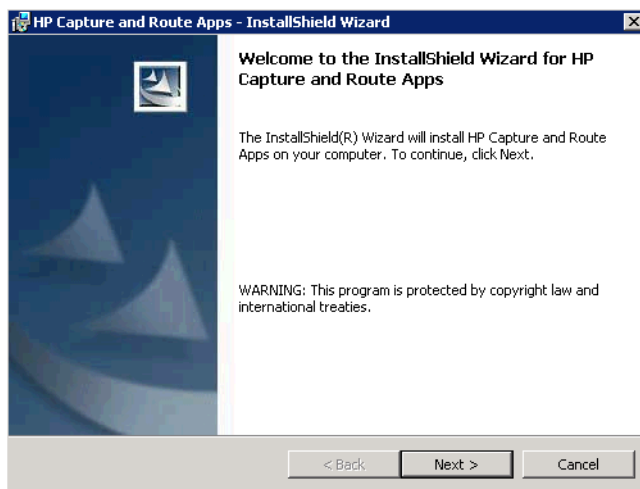 HP Capture and Route Apps - InstallShield Wizard
Welcome to the InstallShield Wizard for HP
Capture and Route Apps
The InstallShield(R) Wizard will install HP Capture and Route
Apps on your computer. To continue, click Next.
WARNING: This program is protected by copyright law and
international treaties.
< Back
Next >
Cancel